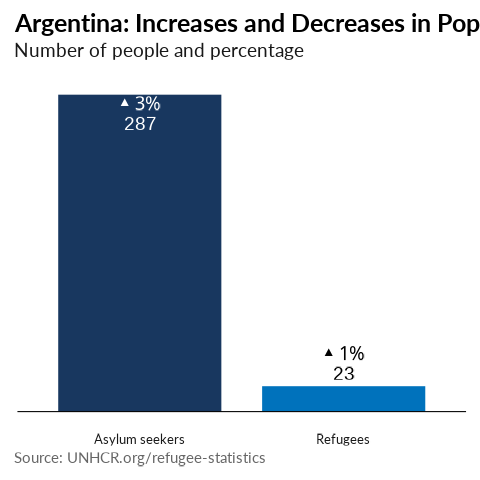 Argentina: Increases and Decreases in Pop
Number of people and percentage
▲ 3%
287
▲ 1%
23
Asylum seekers
Refugees
Source: UNHCR.org/refugee-statistics